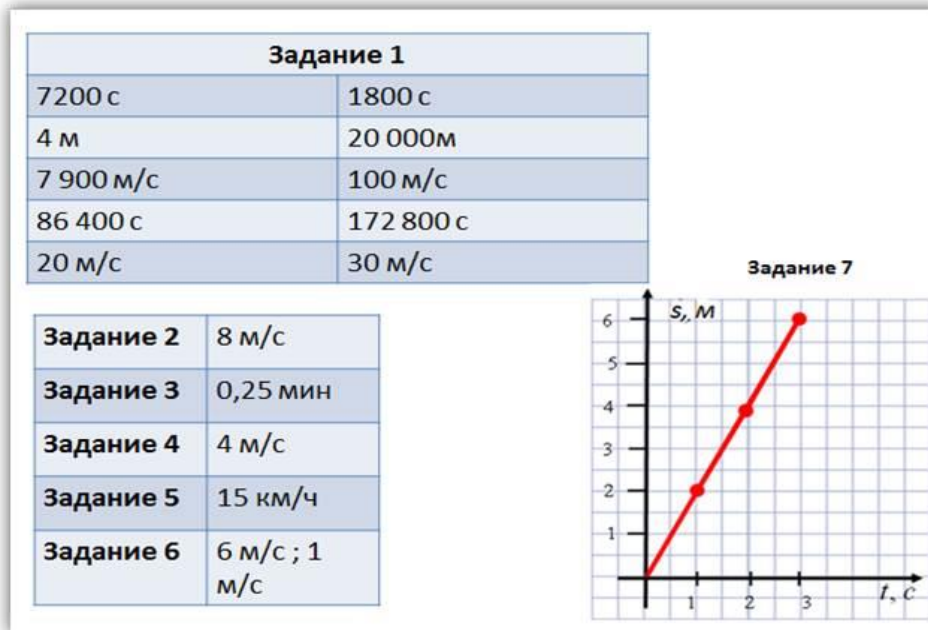 Задание 1
7200 с 1800 с
4 м 20 000м
7 900 м/с 100 м/с
86 400 с 172 800 с
20 м/с 30 м/с
Задание 2 8 м/с
Задание 3 0,25 мин
Задание 4 4 м/с
Задание 5 15 км/ч
Задание 6 6 м/с ; 1
м/с
Задание 7
s, м
6
5
4
3
2
1
1 2 3
t, с